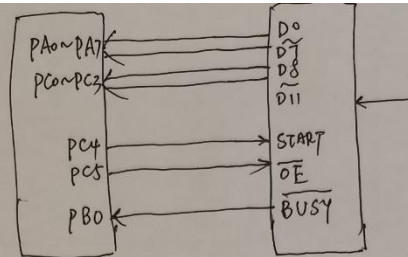 PA0~PA7
PC0~PC3
PC4
PC5
PB0
D0
~
D7
D8
~
D11
START
OE
BUSY